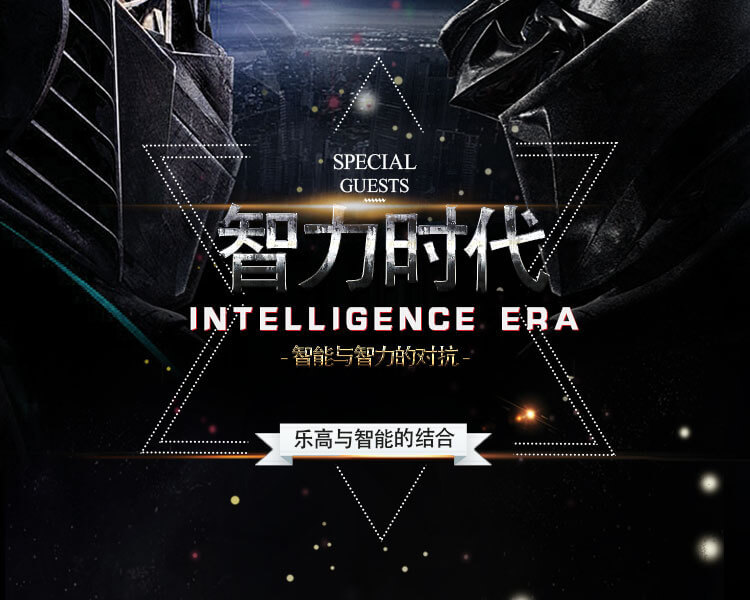 SPECIAL
GUESTS
智力时代
INTELLIGENCE ERA
-智能与智力的对抗-
乐高与智能的结合